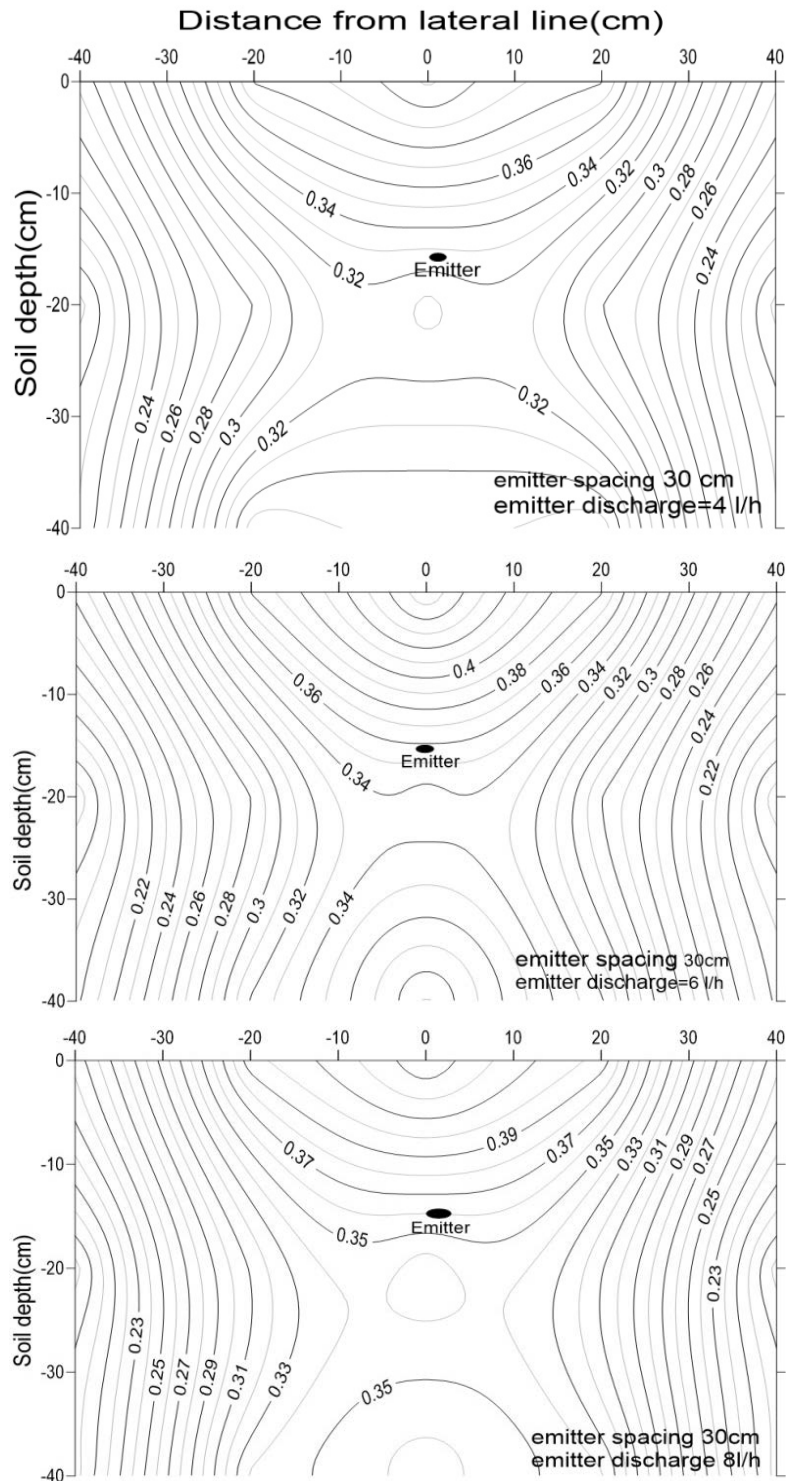 Distance from lateral line(cm)
-40 -30 -20 -10 0 10 20 30 40
0
-10
-20
-30
-40
Soil depth(cm)
0.36 0.34 0.32 0.3 0.28 0.26 0.24
0.34
0.32
Emitter
0.24 0.26 0.28 0.3 0.32
0.32
emitter spacing 30 cm
emitter discharge=4 l/h
-40 -30 -20 -10 0 10 20 30 40
0
-10
-20
-30
-40
Soil depth(cm)
0.4 0.38 0.36 0.34 0.32 0.3 0.28 0.26
0.36
0.24
0.22
0.34
Emitter
0.22 0.24 0.26 0.28 0.3 0.32 0.34
emitter spacing 30cm
emitter discharge=6 l/h
-40 -30 -20 -10 0 10 20 30 40
0
-10
-20
-30
-40
Soil depth(cm)
0.39 0.37 0.35 0.33 0.31 0.29 0.27
0.37
0.25
0.23
0.35
Emitter
0.23 0.25 0.27 0.29 0.31 0.33
0.35
emitter spacing 30cm
emitter discharge 8l/h